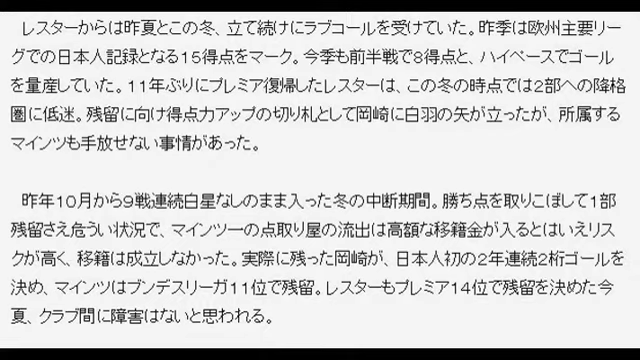 レスターからは昨夏とこの冬、立て続けにラブコールを受けていた。昨季は欧州主要リー
グでの日本人記録となる15得点をマーク。今季も前半戦で8得点と、ハイペースでゴール
を量産していた。11年ぶりにプレミア復帰したレスターは、この冬の時点では2部への降格
圏に低迷。残留に向け得点力アップの切り札として岡崎に白羽の矢が立ったが、所属する
マインツも手放せない事情があった。
昨年10月から9戦連続白星なしのまま入った冬の中断期間。勝ち点を取りこぼして1部
残留さえ危うい状況で、マインツ一の点取り屋の流出は高額な移籍金が入るとはいえリス
クが高く、移籍は成立しなかった。実際に残った岡崎が、日本人初の2年連続2桁ゴールを
決め、マインツはブンデスリーガ11位で残留。レスターもプレミア14位で残留を決めた今
夏、クラブ間に障害はないと思われる。